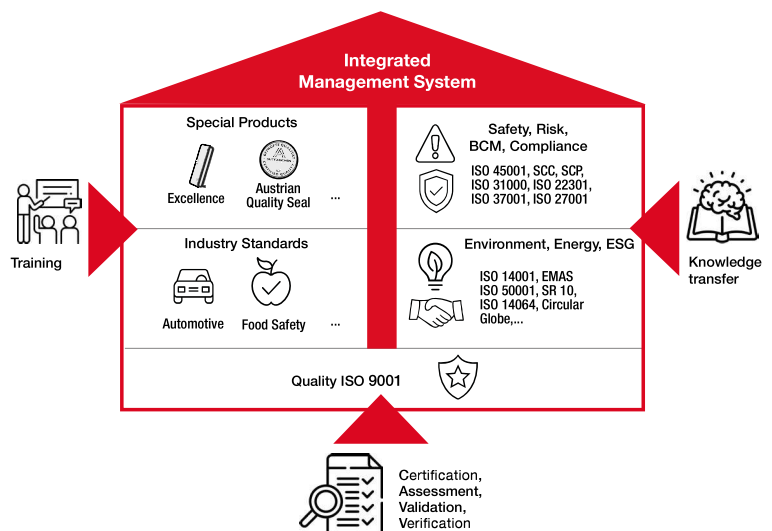 Integrated
Management System
Special Products
Excellence
Austrian
Quality Seal
...
Safety, Risk,
BCM, Compliance
ISO 45001, SCC, SCP,
ISO 31000, ISO 22301,
ISO 37001, ISO 27001
Training
Industry Standards
Automotive
Food Safety
...
Environment, Energy, ESG
ISO 14001, EMAS
ISO 50001, SR 10,
ISO 14064, Circular
Globe,...
Knowledge
transfer
Quality ISO 9001
Certification,
Assessment,
Validation,
Verification